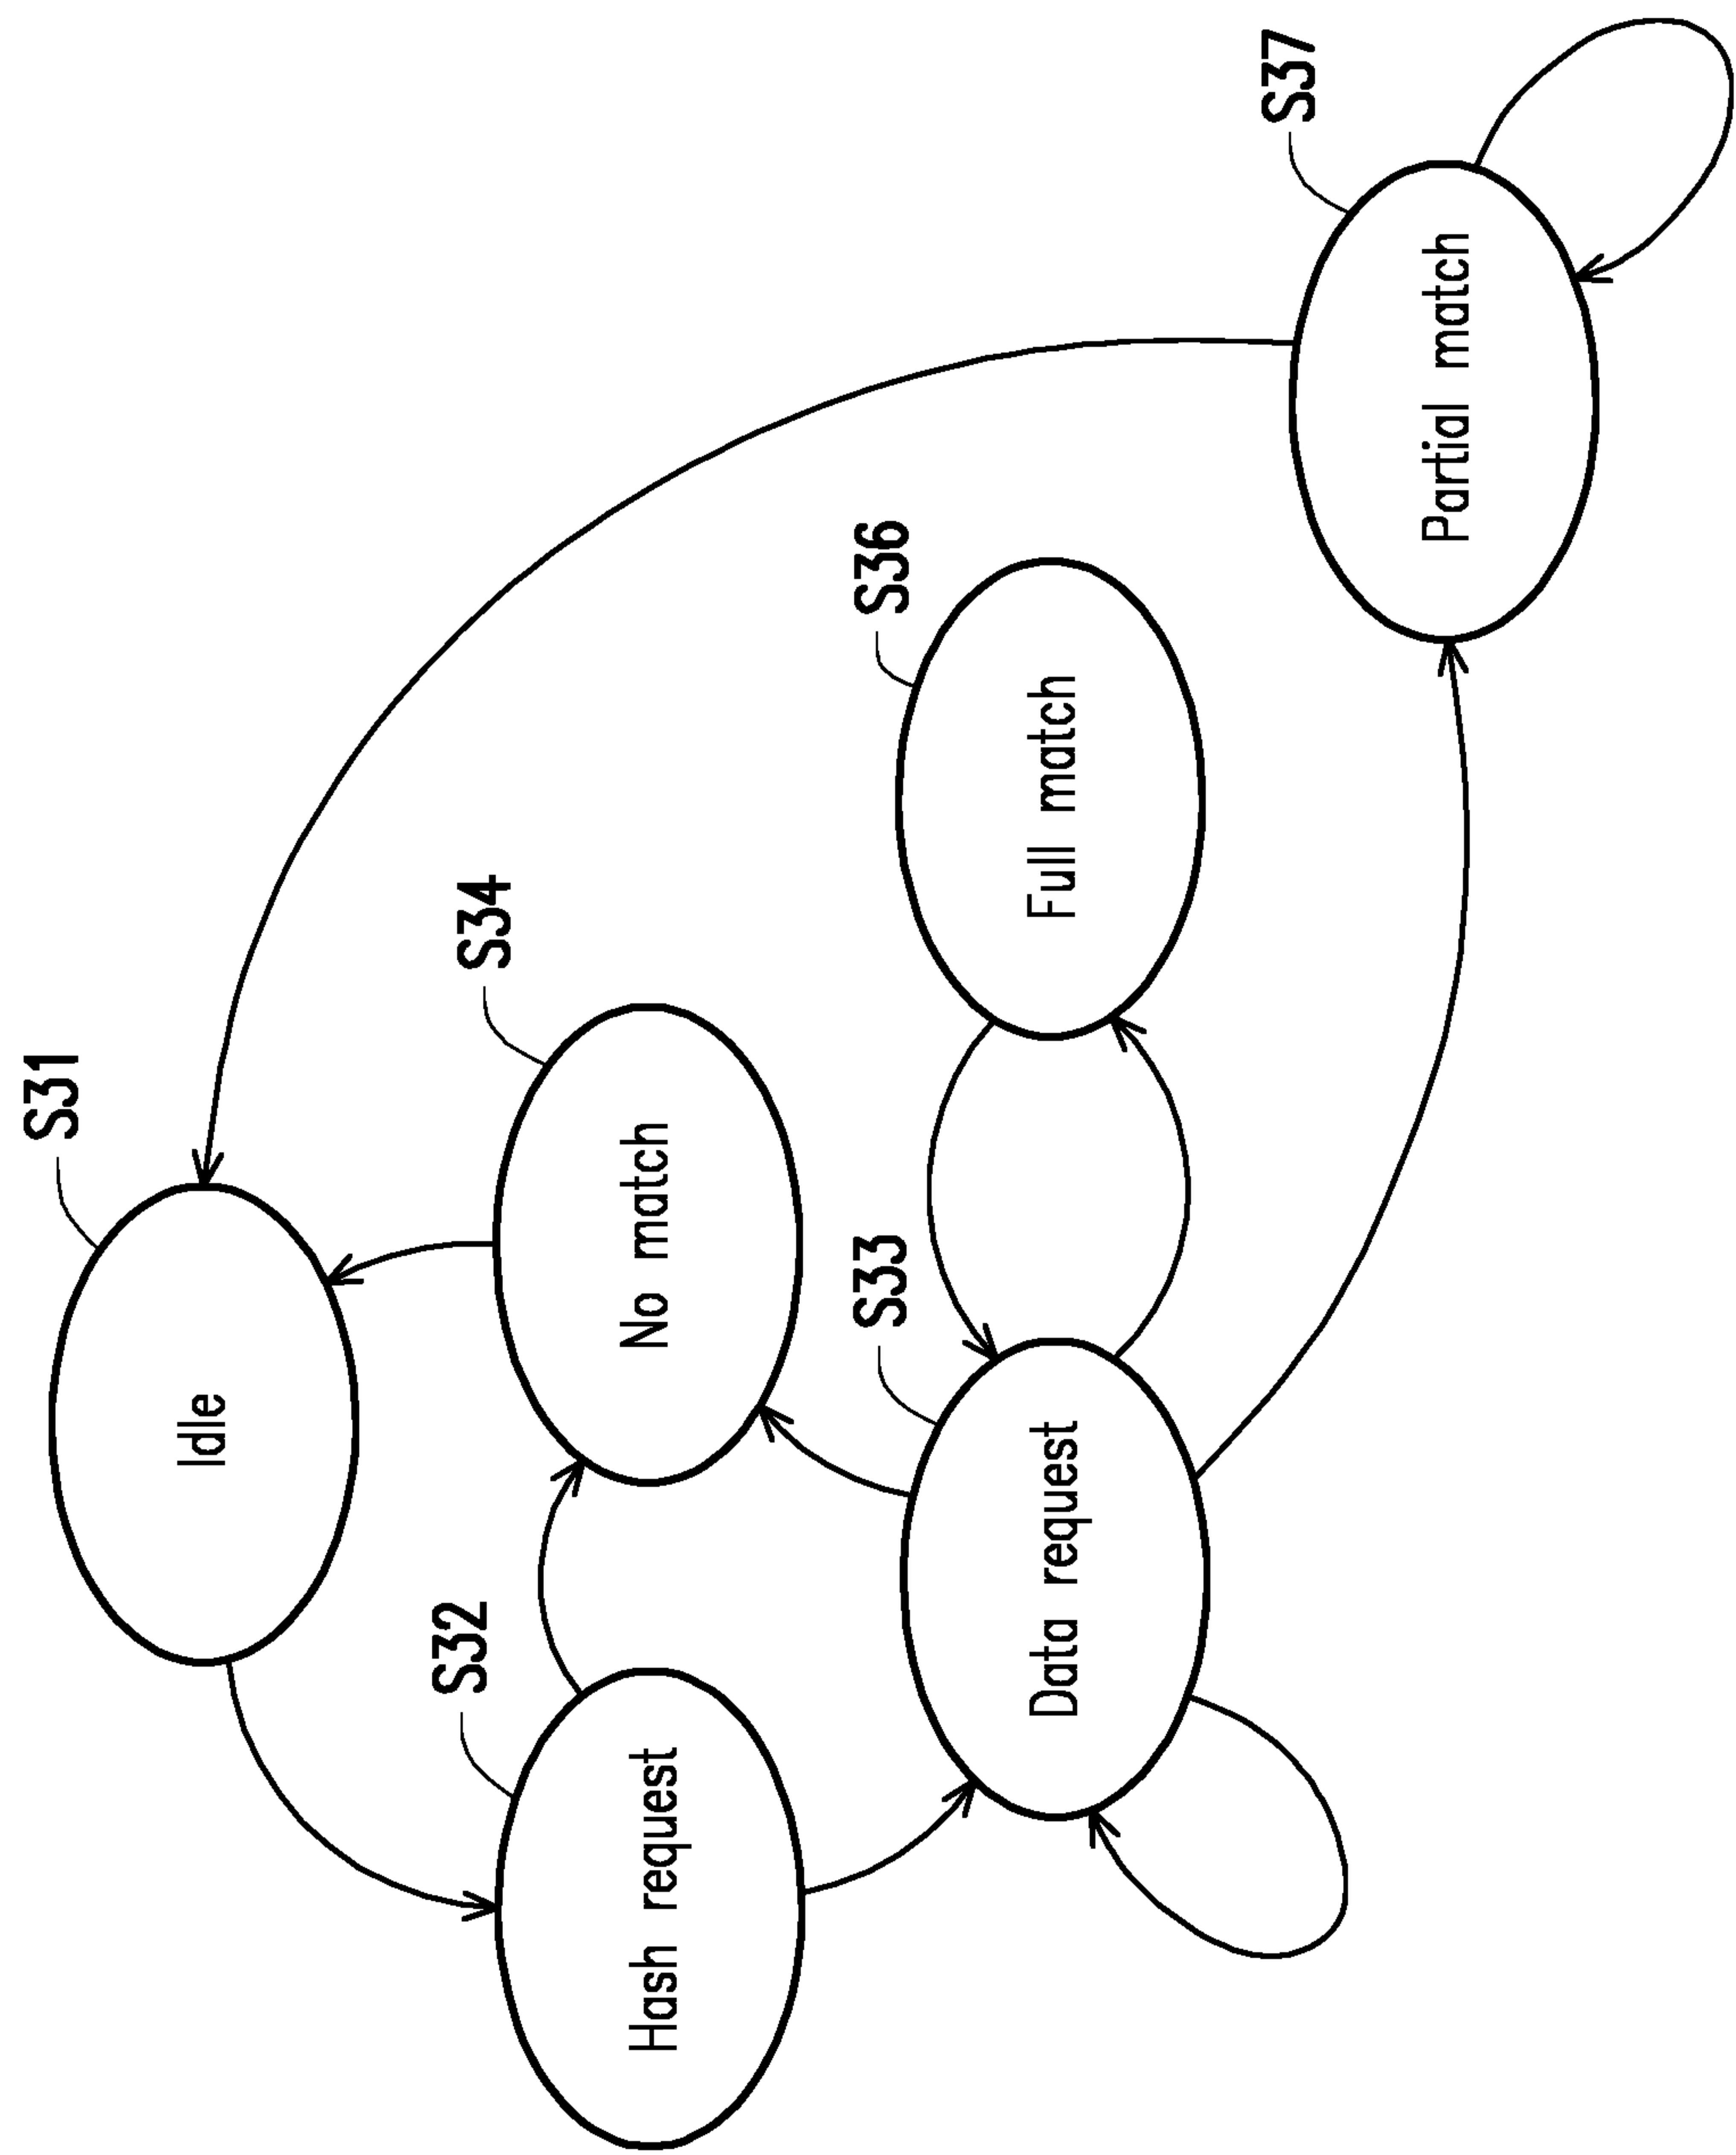 S31
Idle
S32
Hash request
S34
No match
S33
Data request
S36
Full match
S37
Partial match